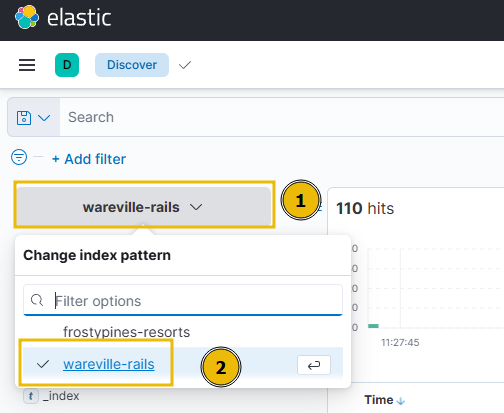 elastic
D Discover
Search
+ Add filter
wareville-rails
1
110 hits
Change index pattern
Filter options
frostypines-resorts
wareville-rails
2
0
0
0
0
0
11:27:45
t _index
Time